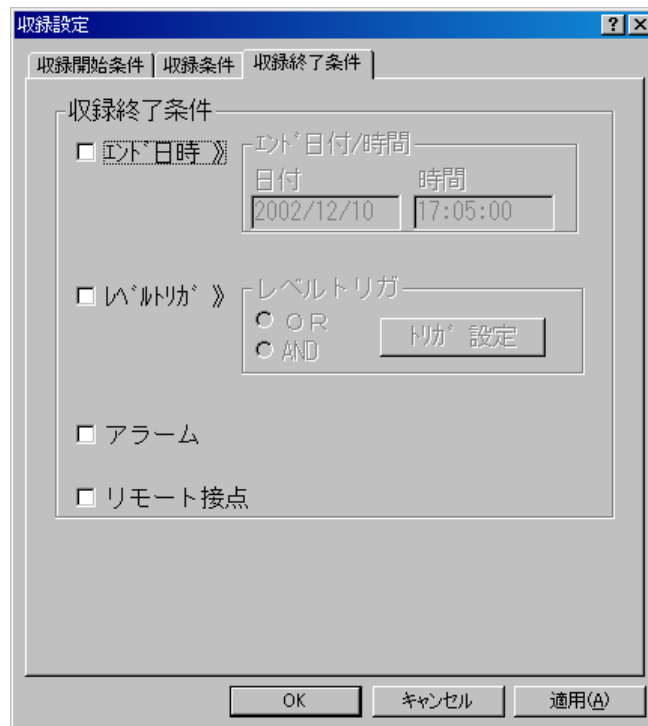 収録設定
収録開始条件 収録条件 収録終了条件
収録終了条件
エンド日時 》
エンド日付/時間
日付 時間
2002/12/10 17:05:00
レベルトリガ 》
レベルトリガ
OR
AND
トリガ 設定
アラーム
リモート接点
OK キャンセル 適用(A)